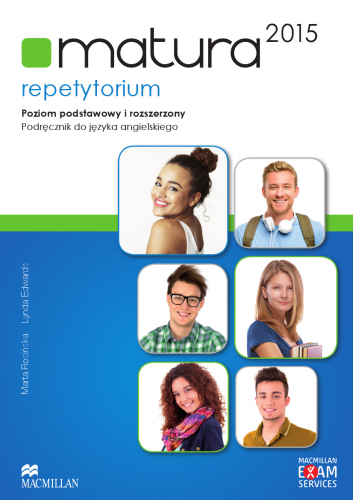 matura 2015
repetytorium
Poziom podstawowy i rozszerzony
Podręcznik do języka angielskiego
Marta Rosińska Lynda Edwards
MACMILLAN
MACMILLAN
EXAM
SERVICES